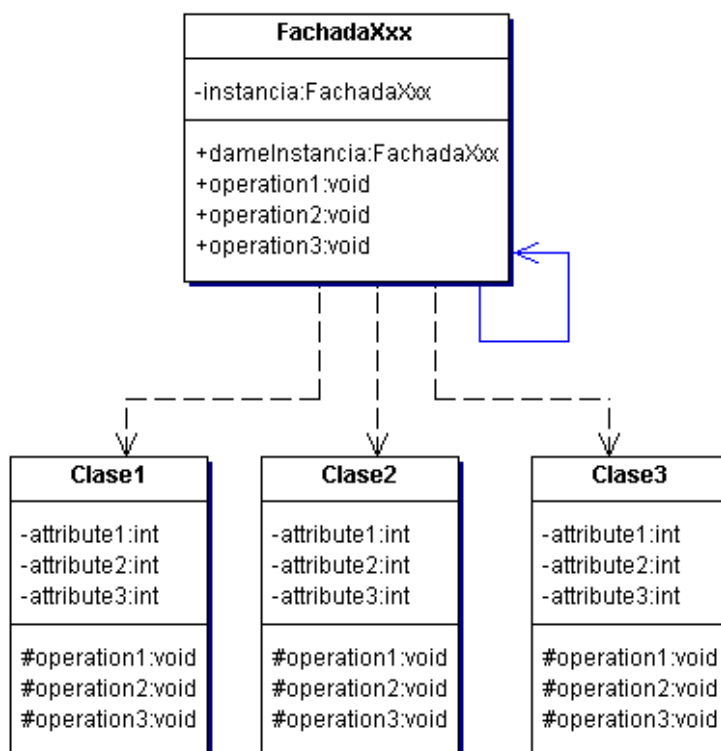 FachadaXxx
-instancia:FachadaXxx
+dameInstancia:FachadaXxx
+operation1:void
+operation2:void
+operation3:void
Clase1
-attribute1:int
-attribute2:int
-attribute3:int
#operation1:void
#operation2:void
#operation3:void
Clase2
-attribute1:int
-attribute2:int
-attribute3:int
#operation1:void
#operation2:void
#operation3:void
Clase3
-attribute1:int
-attribute2:int
-attribute3:int
#operation1:void
#operation2:void
#operation3:void